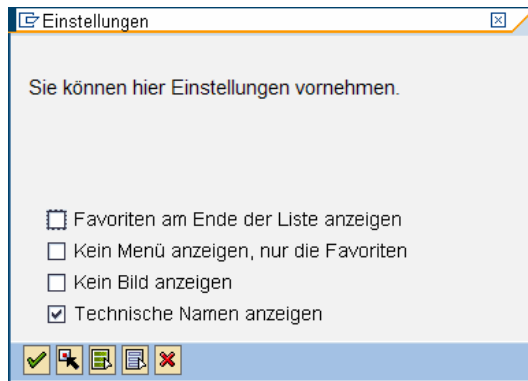 Einstellungen
Sie können hier Einstellungen vornehmen.
Favoriten am Ende der Liste anzeigen
Kein Menü anzeigen, nur die Favoriten
Kein Bild anzeigen
Technische Namen anzeigen